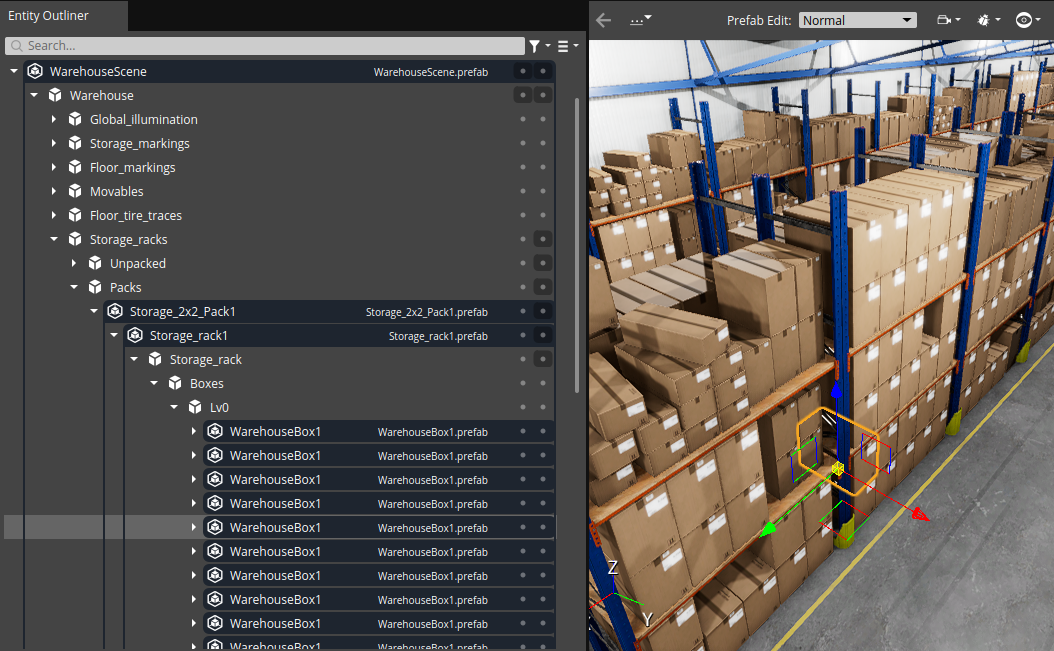 Entity Outliner
Search...
Prefab Edit: Normal
WarehouseScene WarehouseScene.prefab
Warehouse
Global_illumination
Storage_markings
Floor_markings
Movables
Floor_tire_traces
Storage_racks
Unpacked
Packs
Storage_2x2_Pack1 Storage_2x2_Pack1.prefab
Storage_rack1 Storage_rack1.prefab
Storage_rack
Boxes
Lv0
WarehouseBox1 WarehouseBox1.prefab
WarehouseBox1 WarehouseBox1.prefab
WarehouseBox1 WarehouseBox1.prefab
WarehouseBox1 WarehouseBox1.prefab
WarehouseBox1 WarehouseBox1.prefab
WarehouseBox1 WarehouseBox1.prefab
WarehouseBox1 WarehouseBox1.prefab
WarehouseBox1 WarehouseBox1.prefab
WarehouseBox1 WarehouseBox1.prefab
WarehouseBox1 WarehouseBox1.prefab
Z
Y